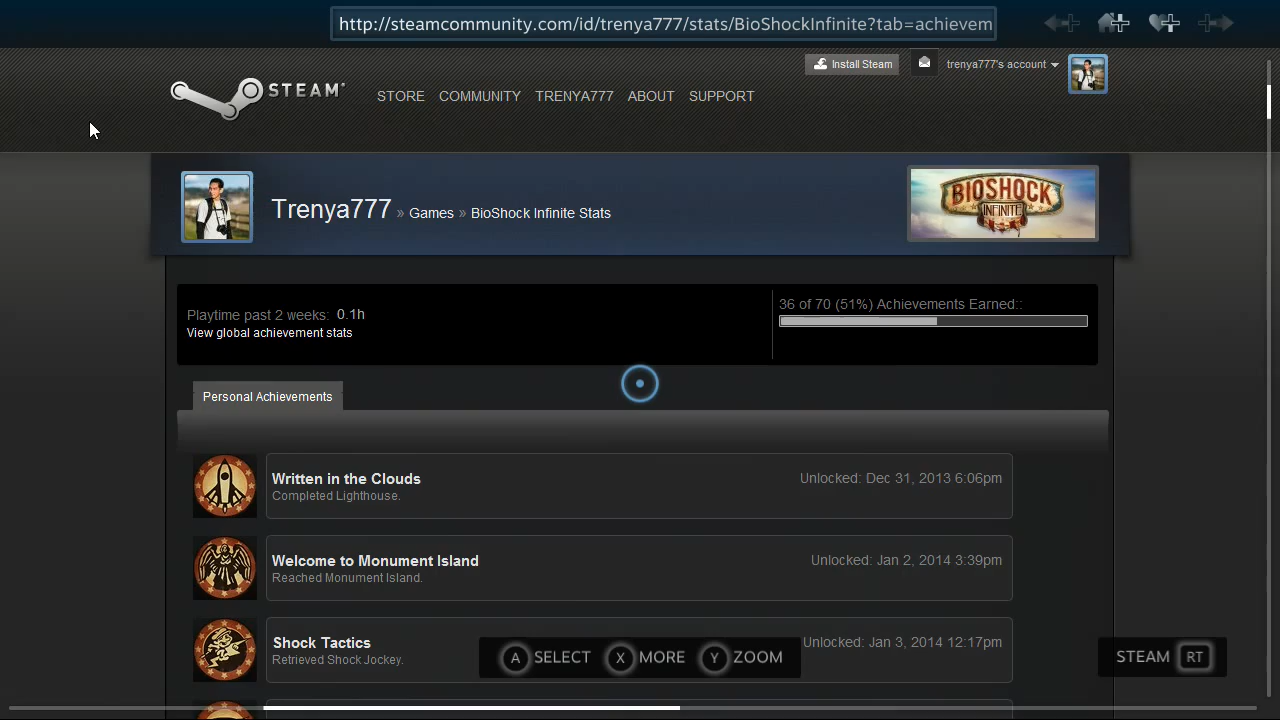 http://steamcommunity.com/id/trenya777/stats/BioShockInfinite?tab=achievem
Install Steam
trenya777's account
STEAM
STORE COMMUNITY TRENYA777 ABOUT SUPPORT
Trenya777 » Games » BioShock Infinite Stats
BIOSHOCK
INFINITE
Playtime past 2 weeks: 0.1h
View global achievement stats
36 of 70 (51%) Achievements Earned::
Personal Achievements
Written in the Clouds
Completed Lighthouse.
Unlocked: Dec 31, 2013 6:06pm
Welcome to Monument Island
Reached Monument Island.
Unlocked: Jan 2, 2014 3:39pm
Shock Tactics
Retrieved Shock Jockey.
Unlocked: Jan 3, 2014 12:17pm
A SELECT X MORE Y ZOOM
STEAM RT